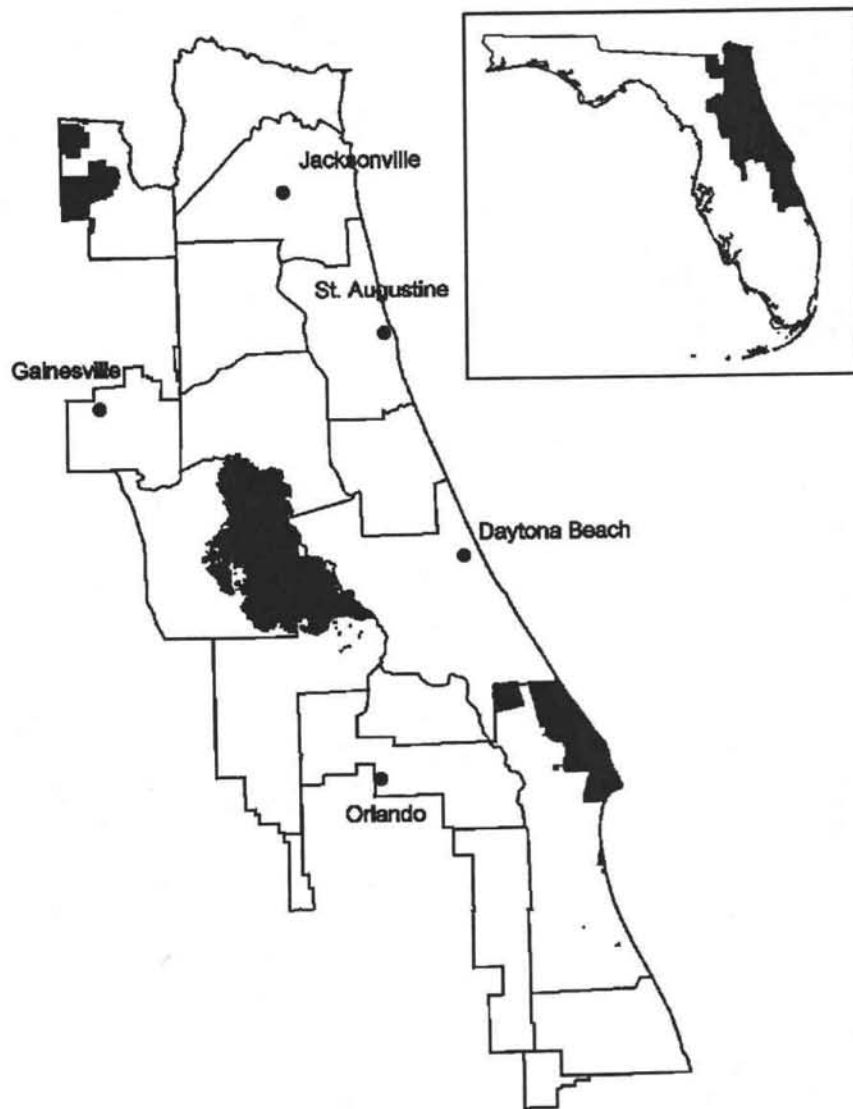 Jacksonville
St. Augustine
Gainesville
Daytona Beach
Orlando